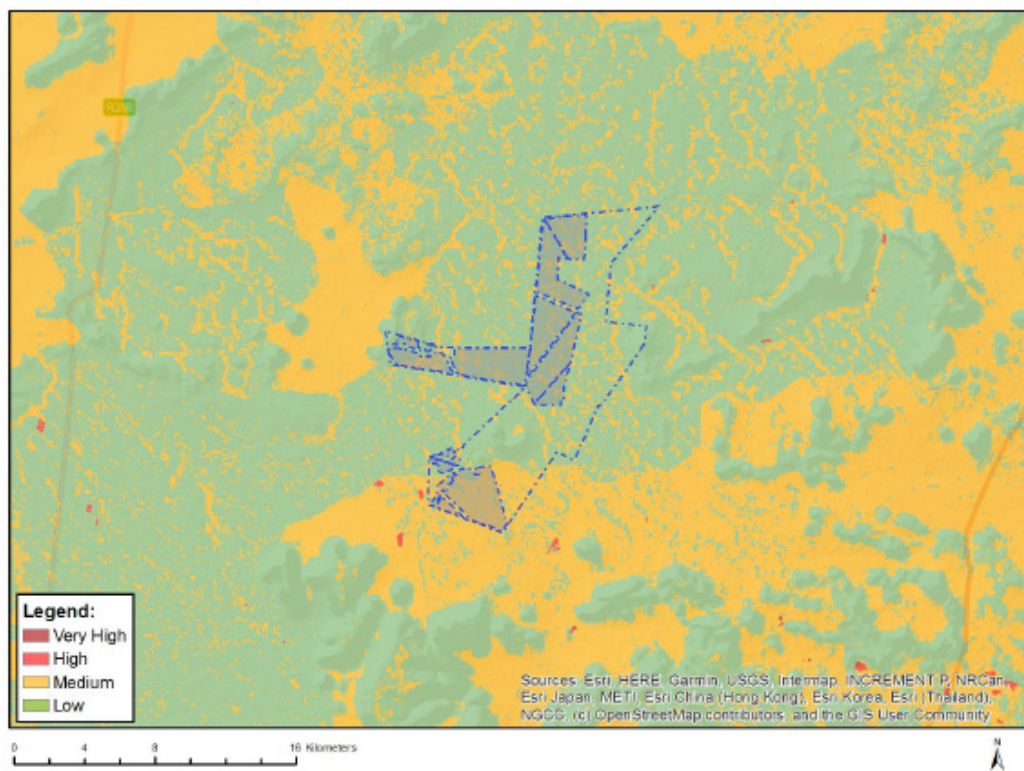 Legend:
Very High
High
Medium
Low
Sources: Esri, HERE, Garmin, USGS, Intermap, INCREMENT P, NRCan,
Esri Japan, METI, Esri China (Hong Kong), Esri Korea, Esri (Thailand),
NGCC, (c) OpenStreetMap contributors, and the GIS User Community
0 4 8 16 Kilometers
N